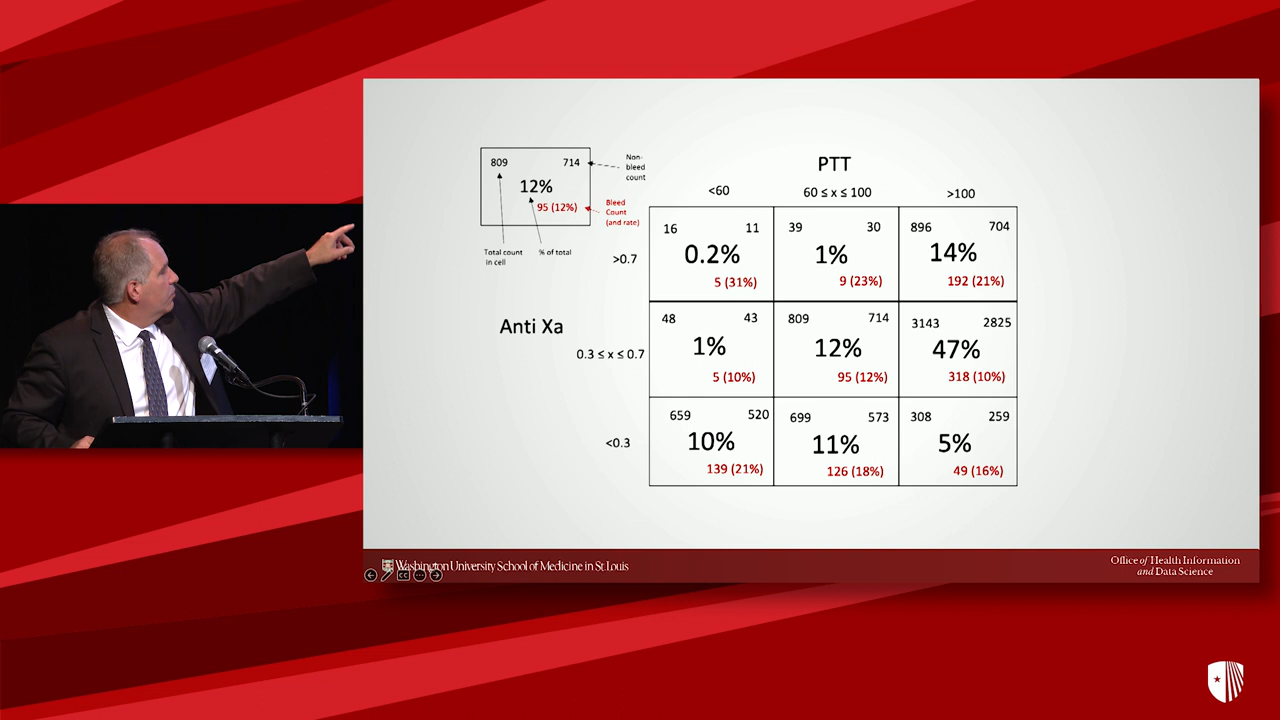 809 714
12%
95 (12%)
Non-
bleed
count
Bleed
Count
(and rate)
Total count
in cell
% of total
PTT
<60 60 ≤ x ≤ 100 >100
Anti Xa
>0.7
16 11
0.2%
5 (31%)
39 30
1%
9 (23%)
896 704
14%
192 (21%)
0.3 ≤ x ≤ 0.7
48 43
1%
5 (10%)
809 714
12%
95 (12%)
3143 2825
47%
318 (10%)
<0.3
659 520
10%
139 (21%)
699 573
11%
126 (18%)
308 259
5%
49 (16%)
Washington University School of Medicine in St.Louis
Office of Health Information
and Data Science
CC